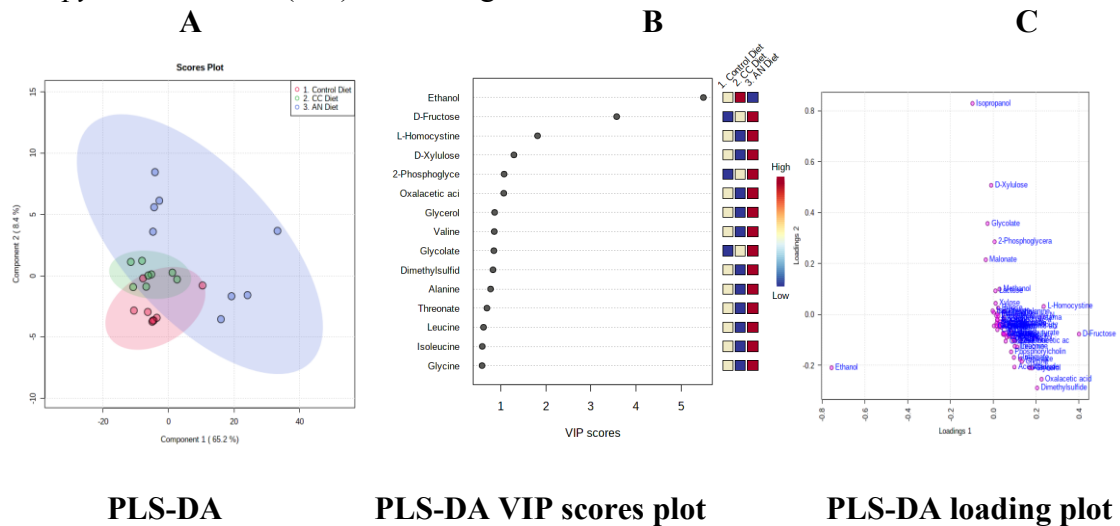 A
B
C
Scores Plot
1. Control Diet
2. CC Diet
3. AN Diet
15
10
5
0
-5
-10
-20
0
20
40
Component 2 ( 8.4 %)
Component 1 ( 65.2 %)
1. Control Diet
2. CC Diet
3. AN Diet
Ethanol
D-Fructose
L-Homocystine
D-Xylulose
2-Phosphoglyce
Oxalacetic aci
Glycerol
Valine
Glycolate
Dimethylsulfid
Alanine
Threonate
Leucine
Isoleucine
Glycine
1
2
3
4
5
VIP scores
High
Low
Loadings 2
0.8
0.6
0.4
0.2
0.0
-0.2
Isopropanol
D-Xylulose
Glycolate
2-Phosphoglycera
Malonate
Methanol
Lactose
Xylose
L-Homocystine
D-Fructose
Popsphorylcholin
Ethanol
Oxalacetic acid
Dimethylsulfide
-0.8
-0.6
-0.4
-0.2
0.0
0.2
0.4
Loadings 1
PLS-DA
PLS-DA VIP scores plot
PLS-DA loading plot